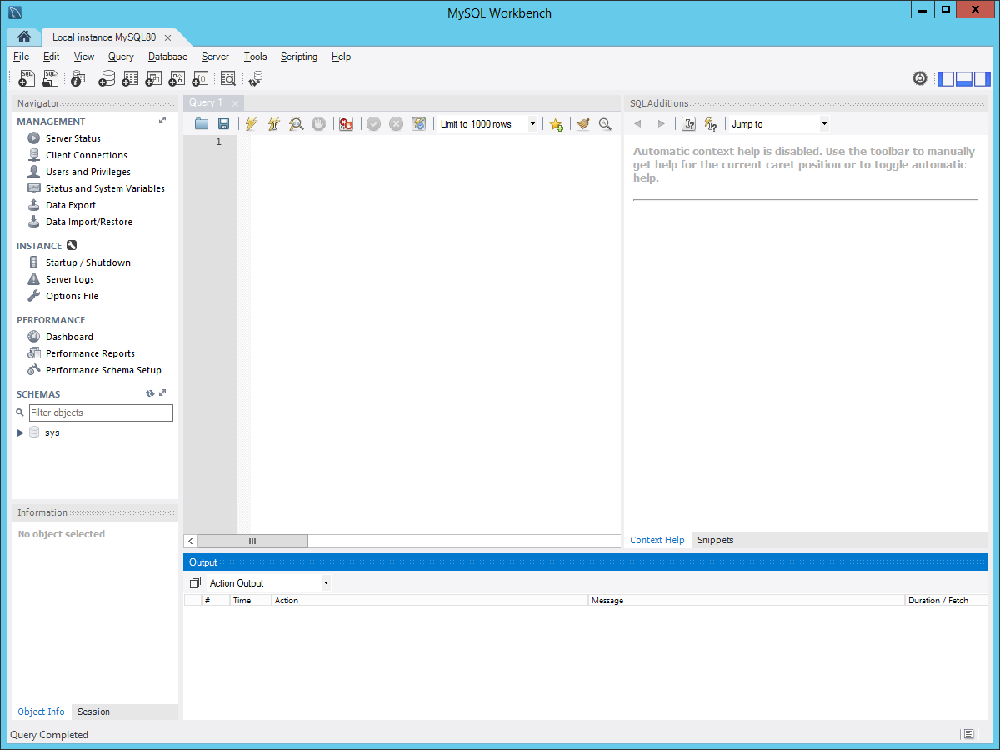 MySQL Workbench
Local instance MySQL80
File Edit View Query Database Server Tools Scripting Help
Navigator
MANAGEMENT
Server Status
Client Connections
Users and Privileges
Status and System Variables
Data Export
Data Import/Restore
INSTANCE
Startup / Shutdown
Server Logs
Options File
PERFORMANCE
Dashboard
Performance Reports
Performance Schema Setup
SCHEMAS
Filter objects
sys
Information
No object selected
Object Info Session
Query 1
Limit to 1000 rows
1
SQLAdditions
Jump to
Automatic context help is disabled. Use the toolbar to manually
get help for the current caret position or to toggle automatic
help.
Context Help Snippets
Output
Action Output
# Time Action Message Duration / Fetch
Query Completed